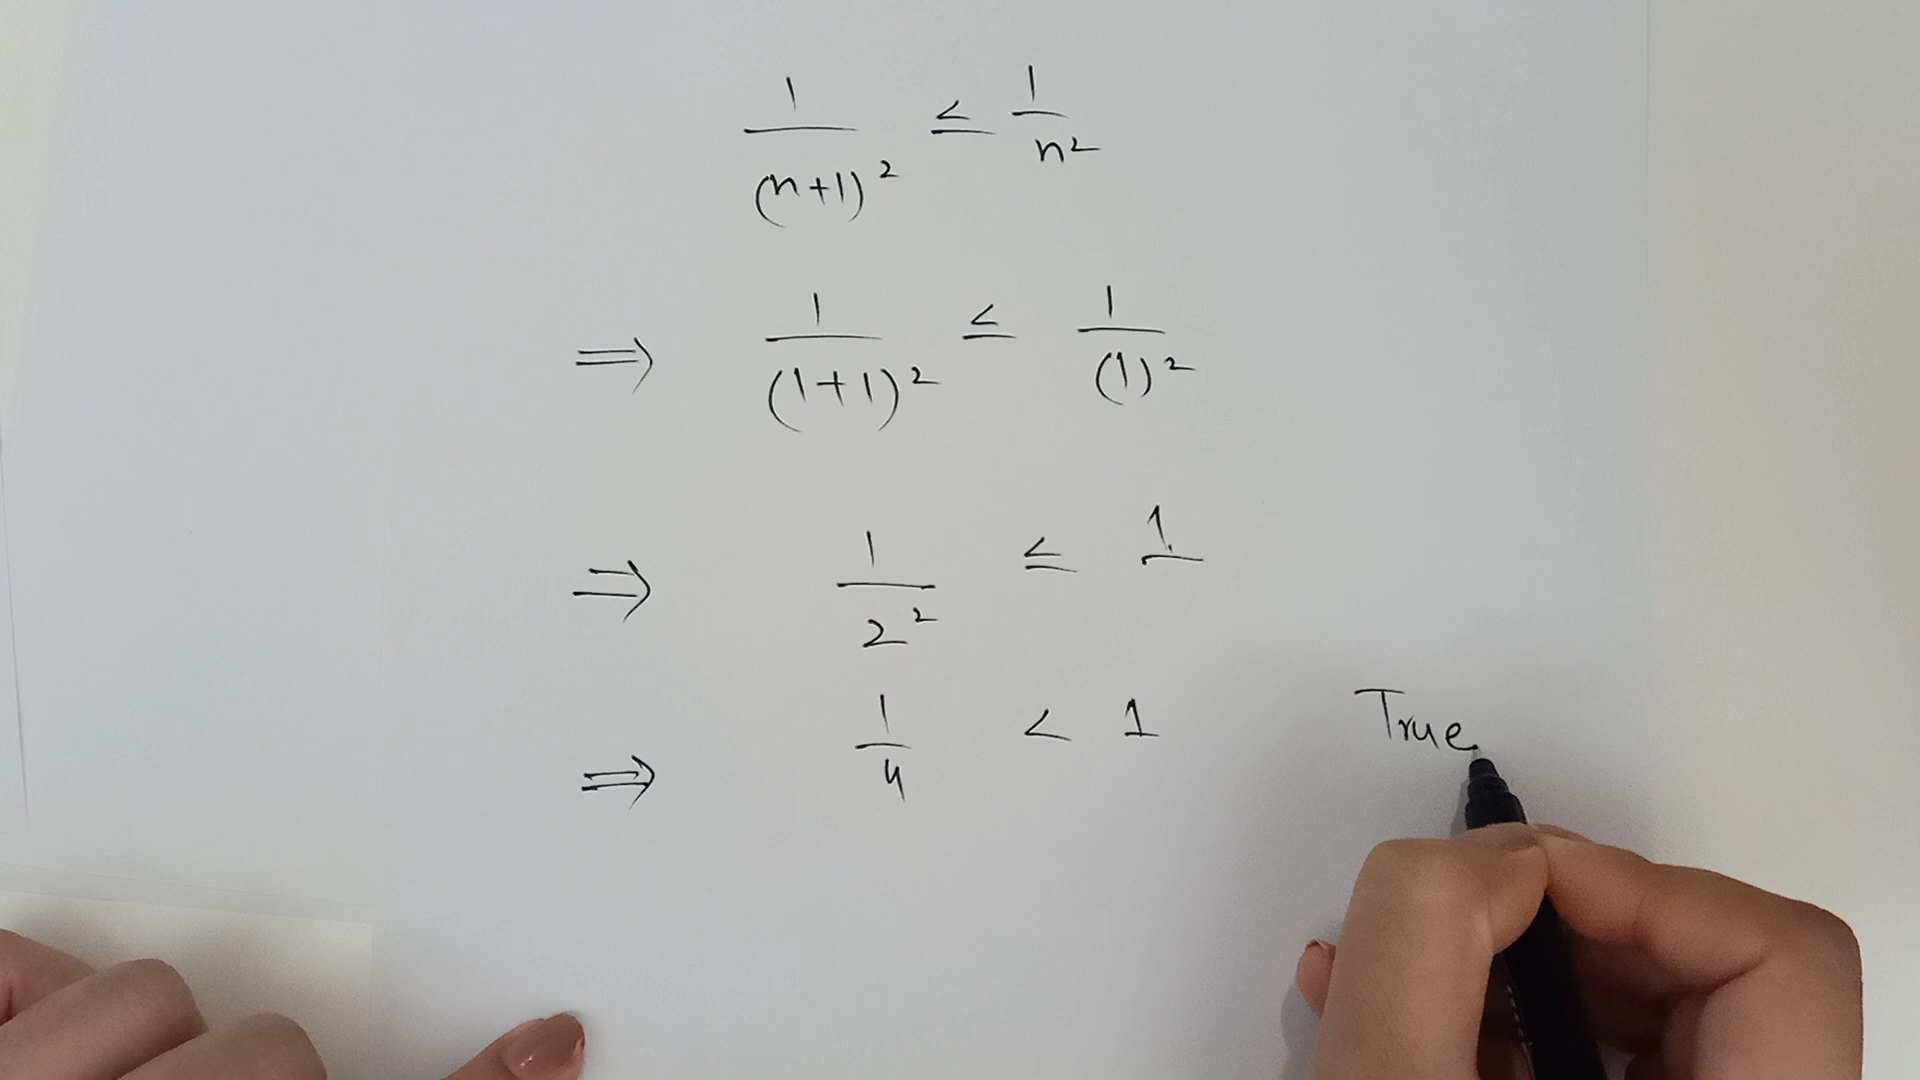 1/(n+1)² ≤ 1/n²
⇒ 1/(1+1)² ≤ 1/(1)²
⇒ 1/2² ≤ 1
⇒ 1/4 < 1 True